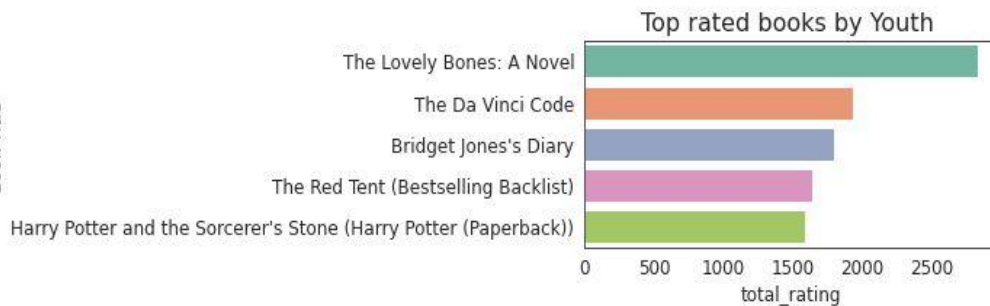 Top rated books by Youth
The Lovely Bones: A Novel
The Da Vinci Code
Bridget Jones's Diary
The Red Tent (Bestselling Backlist)
Harry Potter and the Sorcerer's Stone (Harry Potter (Paperback))
0 500 1000 1500 2000 2500
total_rating